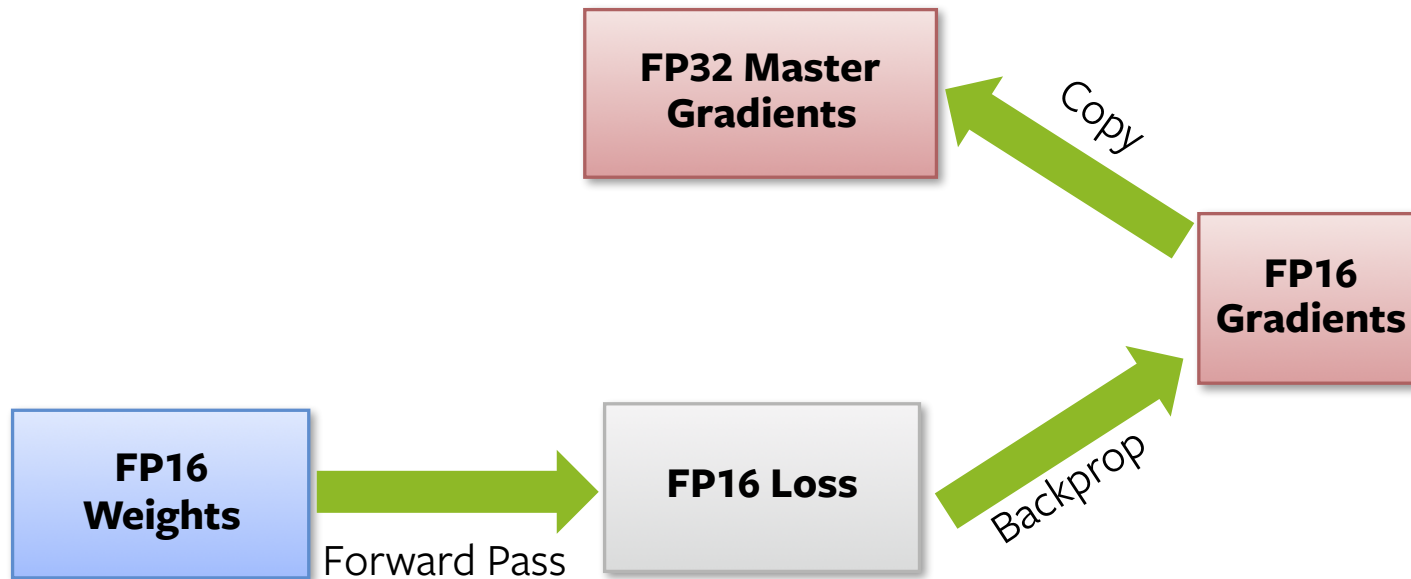 FP32 Master
Gradients
Copy
FP16
Gradients
FP16
Weights
Forward Pass
FP16 Loss
Backprop